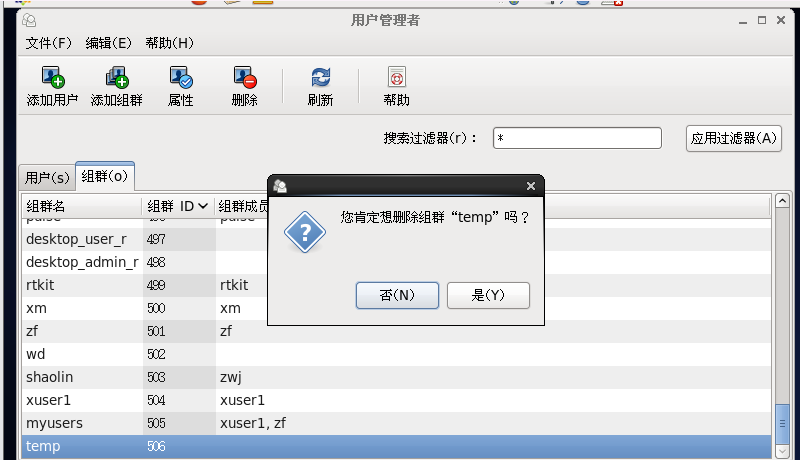 用户管理者
文件(F) 编辑(E) 帮助(H)
添加用户 添加组群 属性 删除 刷新 帮助
搜索过滤器(r)： * 应用过滤器(A)
用户(s) 组群(o)
组群名 组群 ID 组群成员
desktop_user_r 497
desktop_admin_r 498
rtkit 499 rtkit
xm 500 xm
zf 501 zf
wd 502
shaolin 503 zwj
xuser1 504 xuser1
myusers 505 xuser1, zf
temp 506
您肯定想删除组群“temp”吗？
否(N) 是(Y)